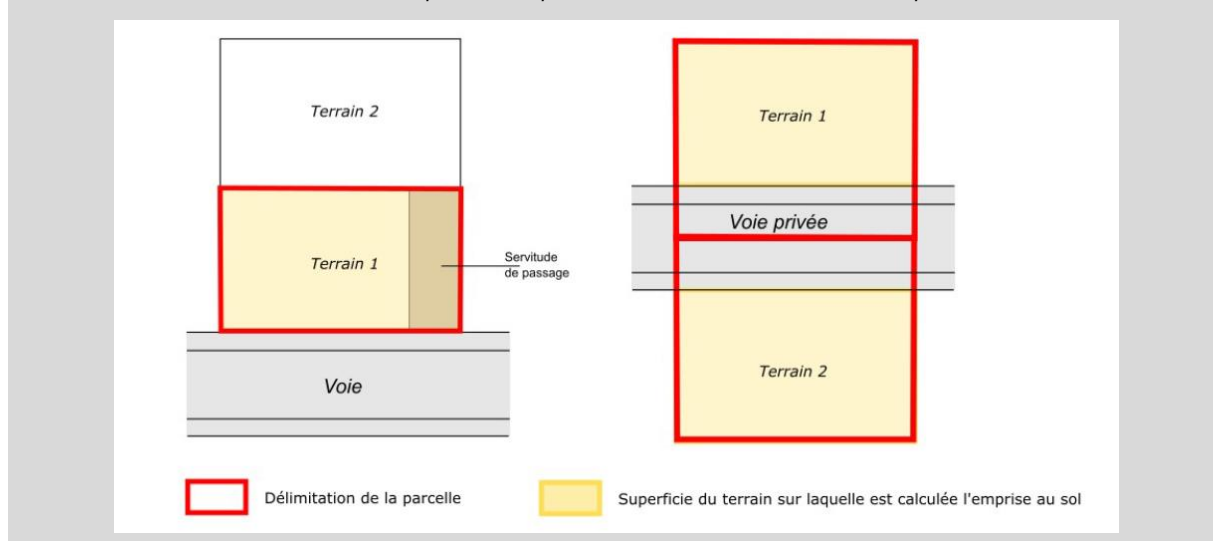 Terrain 2
Terrain 1
Servitude
de passage
Voie
Terrain 1
Voie privée
Terrain 2
Délimitation de la parcelle
Superficie du terrain sur laquelle est calculée l'emprise au sol